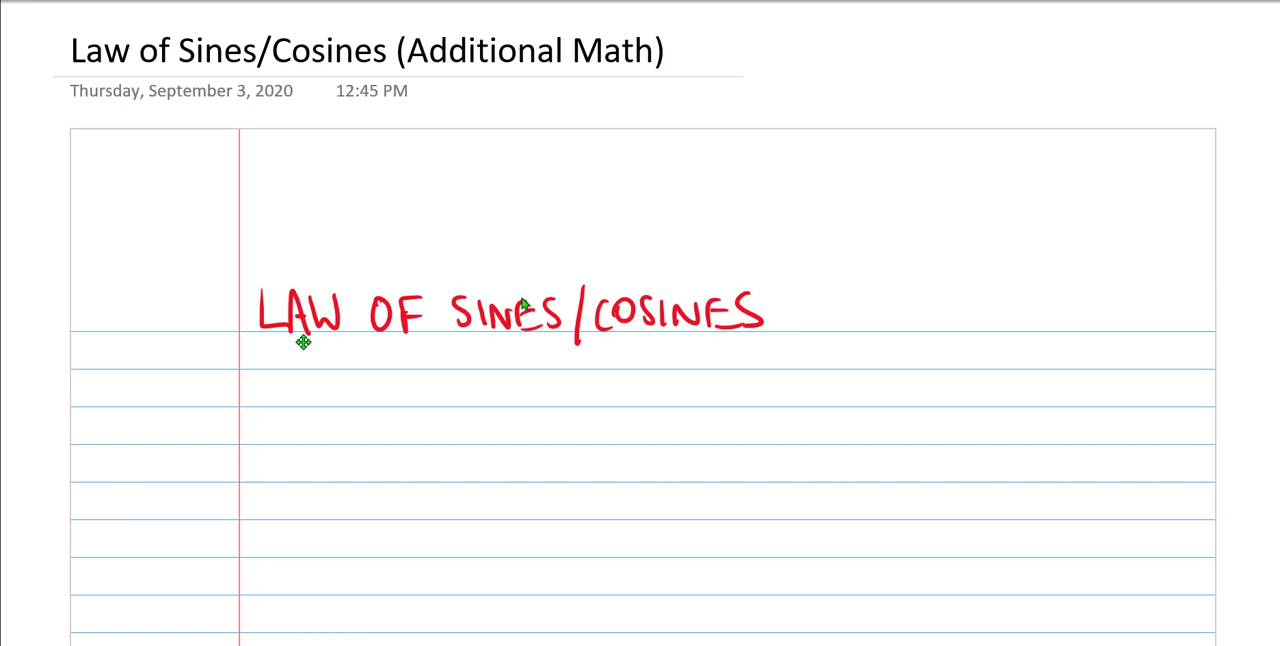 Law of Sines/Cosines (Additional Math)
Thursday, September 3, 2020 12:45 PM
LAW OF SINES/COSINES